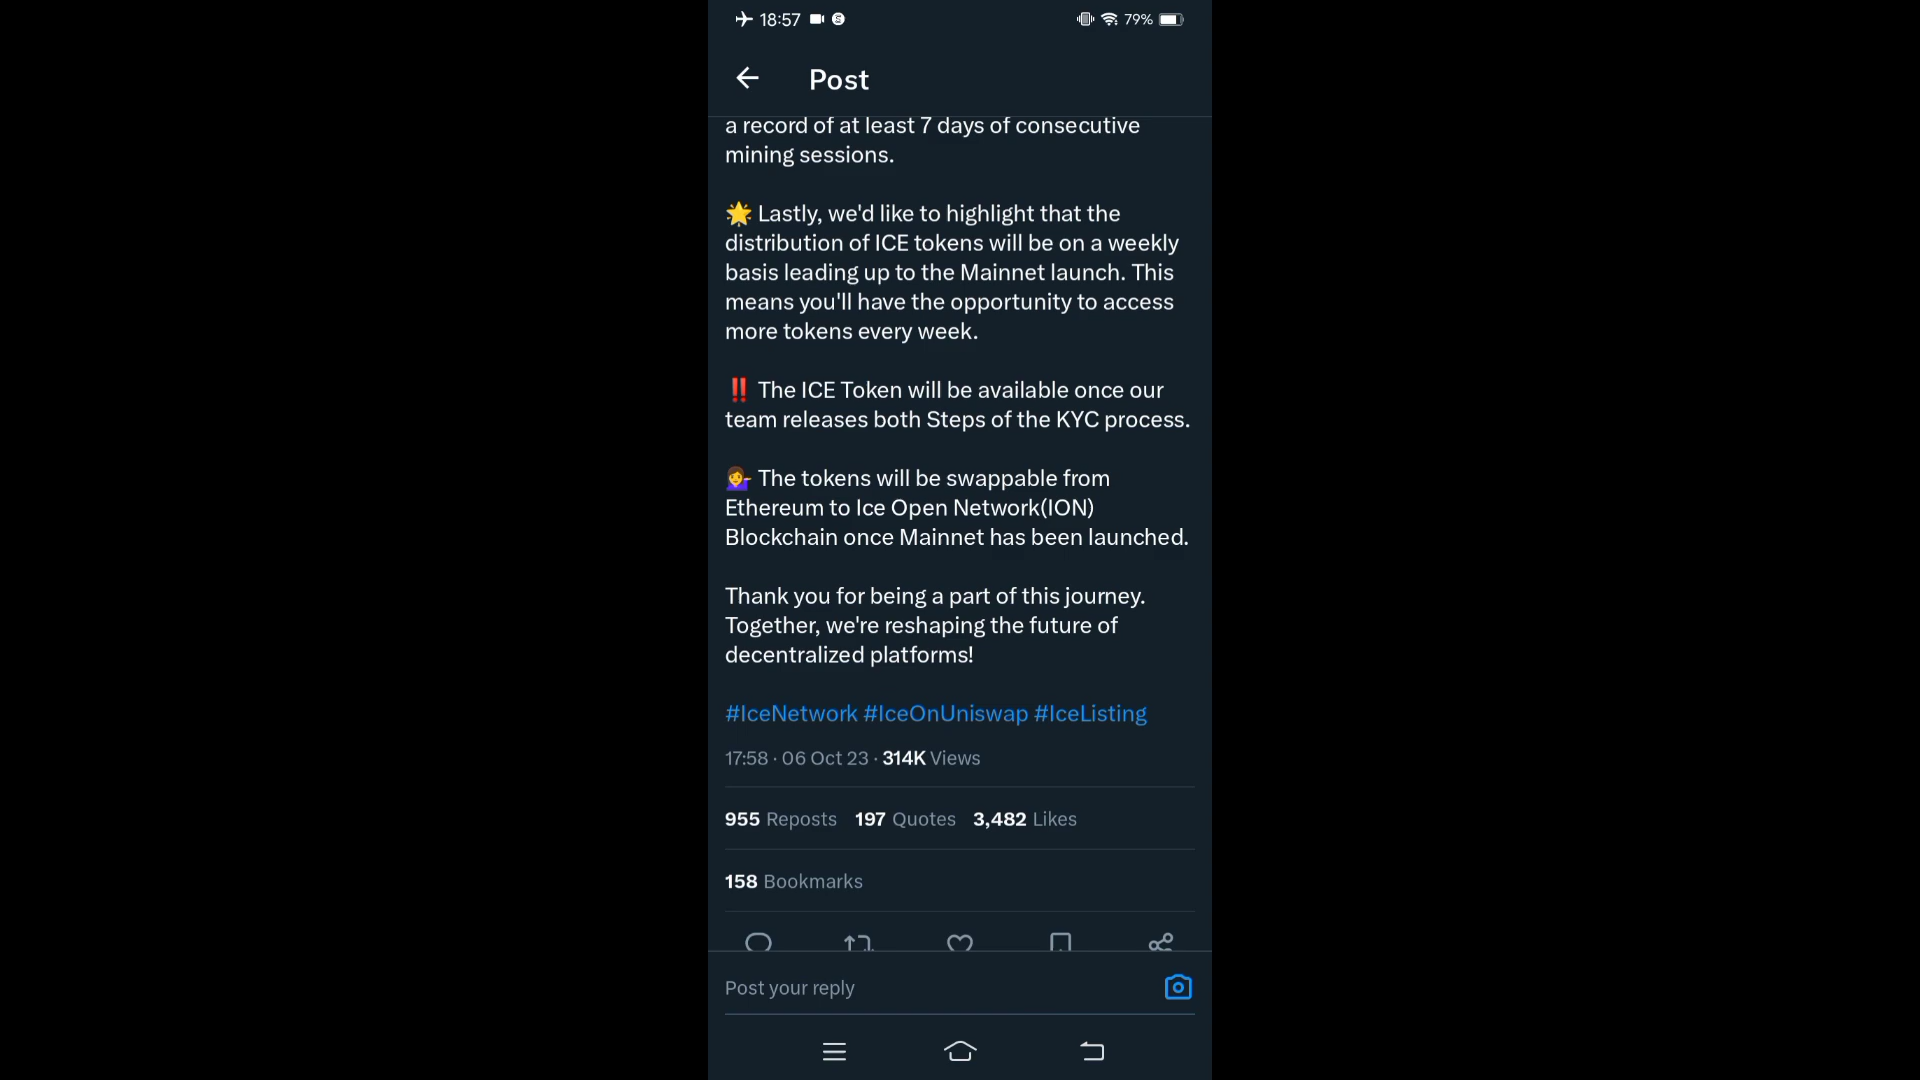 18:57
79%
Post
a record of at least 7 days of consecutive
mining sessions.
🌟 Lastly, we'd like to highlight that the
distribution of ICE tokens will be on a weekly
basis leading up to the Mainnet launch. This
means you'll have the opportunity to access
more tokens every week.
‼️ The ICE Token will be available once our
team releases both Steps of the KYC process.
💁‍♀️ The tokens will be swappable from
Ethereum to Ice Open Network(ION)
Blockchain once Mainnet has been launched.
Thank you for being a part of this journey.
Together, we're reshaping the future of
decentralized platforms!
#IceNetwork #IceOnUniswap #IceListing
17:58 · 06 Oct 23 · 314K Views
955 Reposts 197 Quotes 3,482 Likes
158 Bookmarks
Post your reply